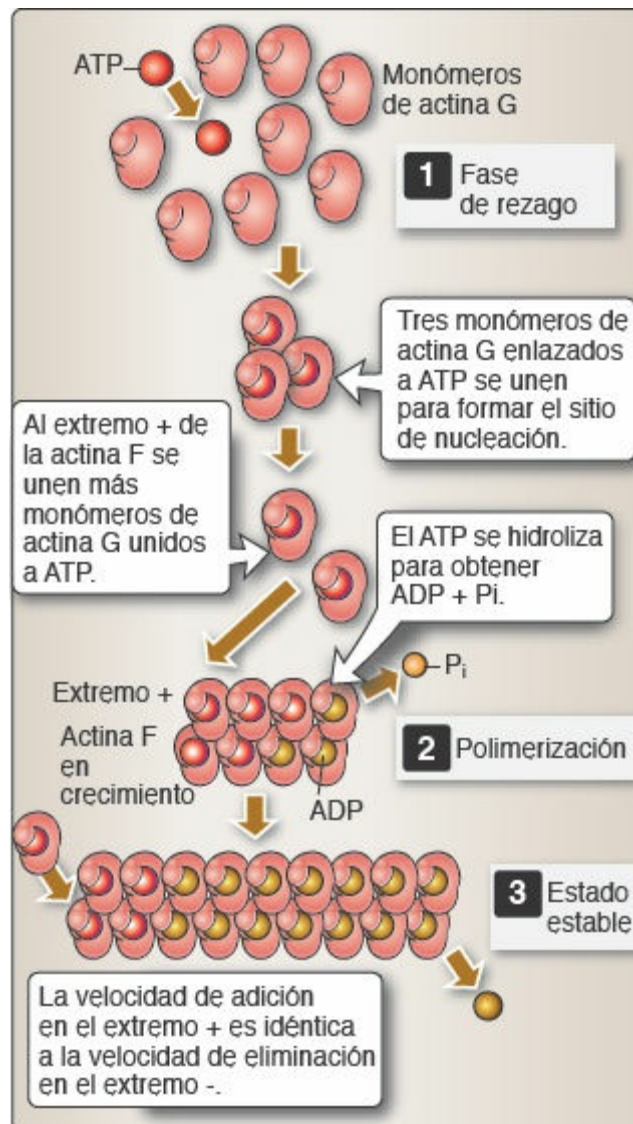 ATP
Monómeros
de actina G
1 Fase
de rezago
Tres monómeros de
actina G enlazados
a ATP se unen
para formar el sitio
de nucleación.
Al extremo + de
la actina F se
unen más
monómeros de
actina G unidos
a ATP.
El ATP se hidroliza
para obtener
ADP + Pi.
Pi
Extremo +
Actina F
en
crecimiento
ADP
2 Polimerización
3 Estado
estable
La velocidad de adición
en el extremo + es idéntica
a la velocidad de eliminación
en el extremo -.